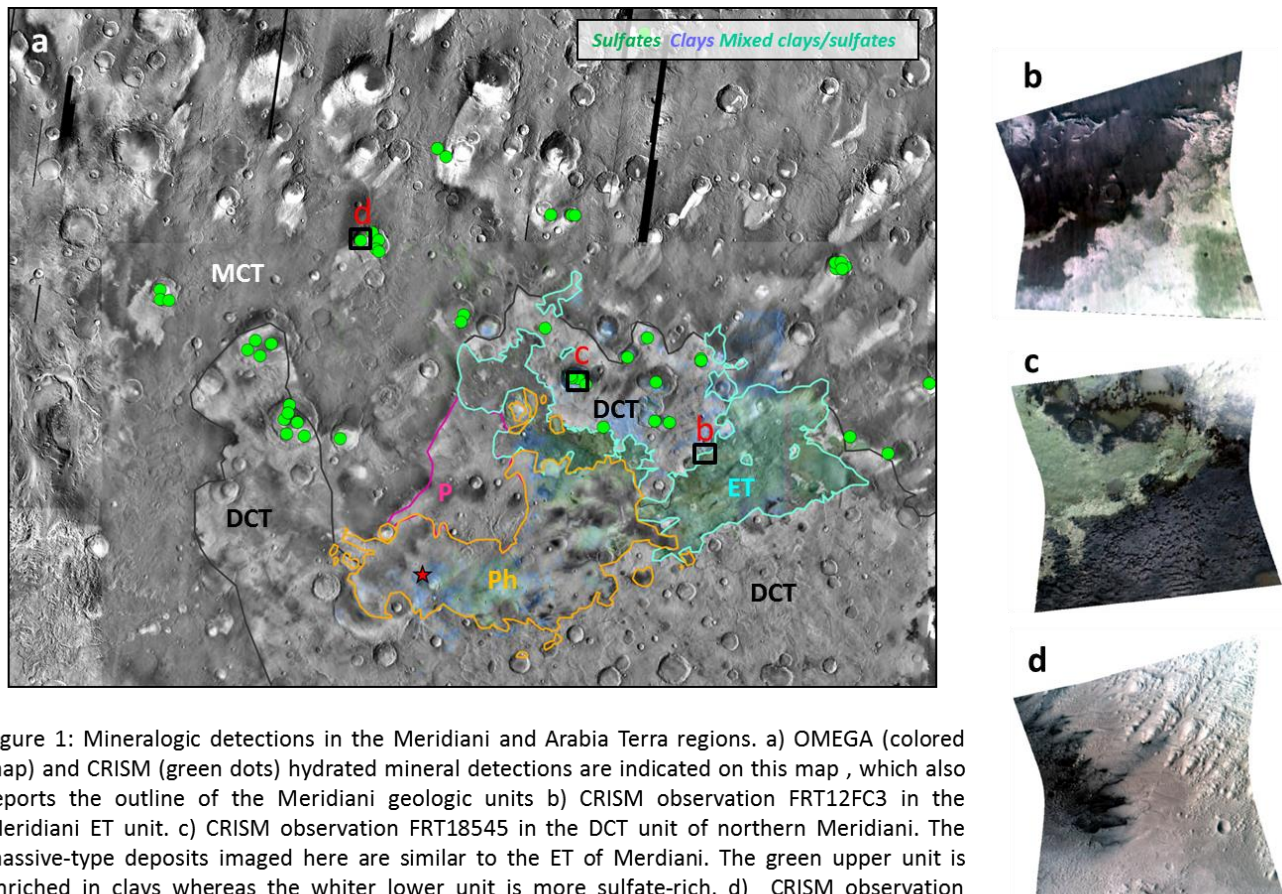 a
Sulfates Clays Mixed clays/sulfates
b
d
MCT
c
c
DCT
b
P
ET
DCT
Ph
DCT
d
gure 1: Mineralogic detections in the Meridiani and Arabia Terra regions. a) OMEGA (colored
ap) and CRISM (green dots) hydrated mineral detections are indicated on this map , which also
eports the outline of the Meridiani geologic units b) CRISM observation FRT12FC3 in the
eridiani ET unit. c) CRISM observation FRT18545 in the DCT unit of northern Meridiani. The
assive-type deposits imaged here are similar to the ET of Merdiani. The green upper unit is
nriched in clays whereas the whiter lower unit is more sulfate-rich. d) CRISM observation